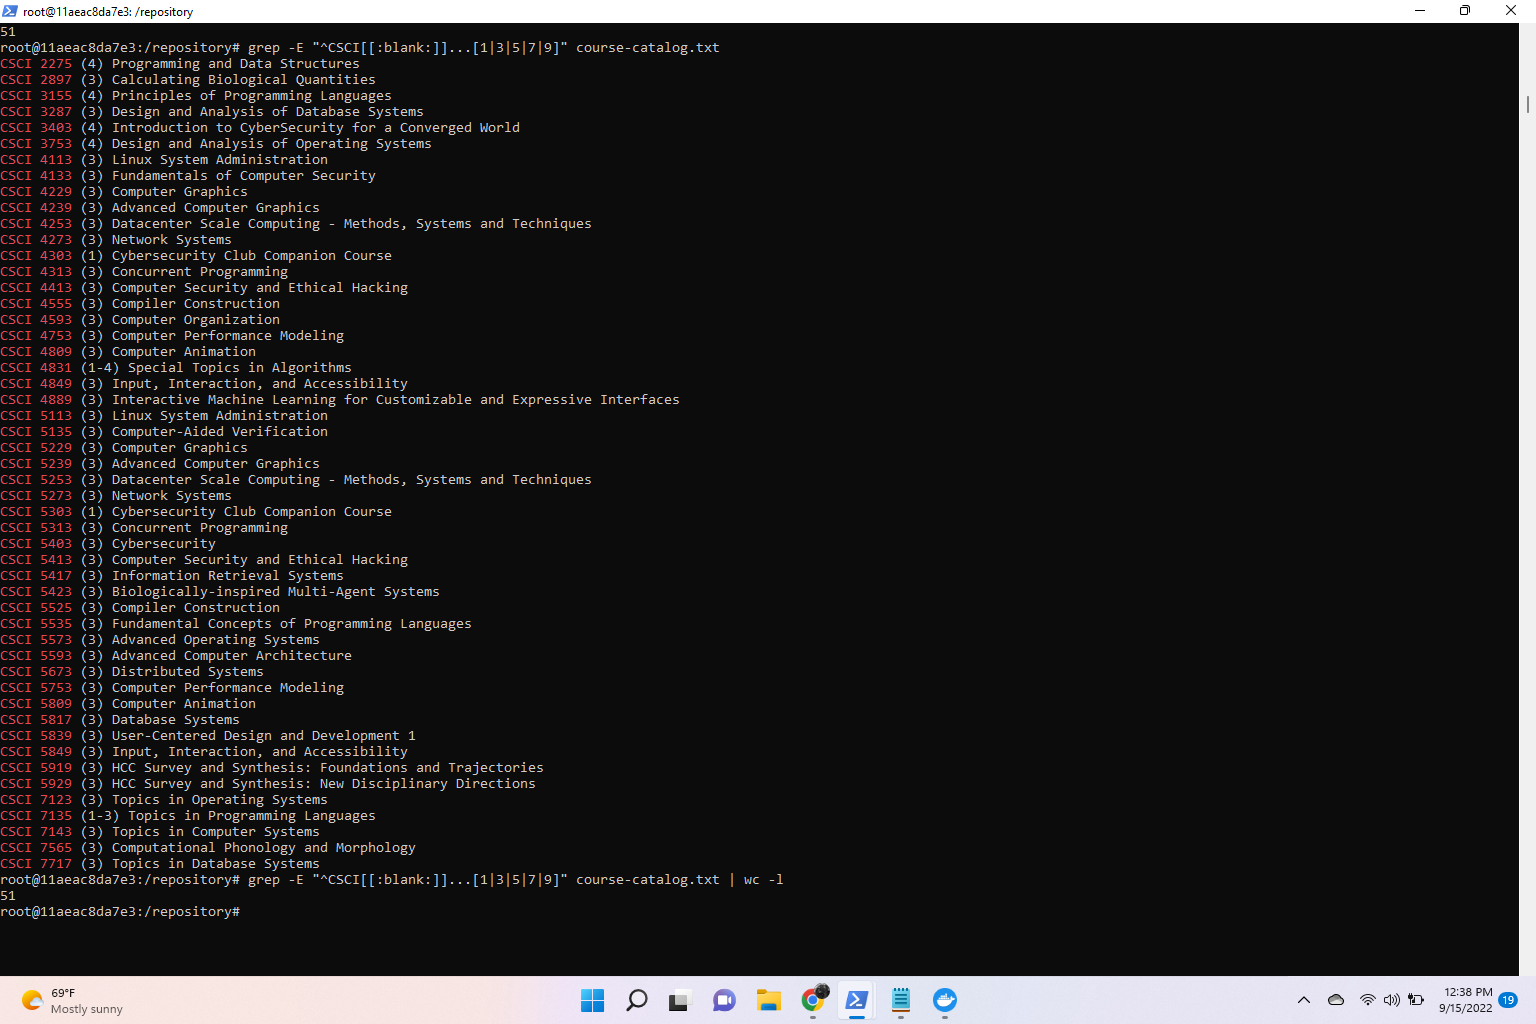 root@11aeac8da7e3: /repository
51
root@11aeac8da7e3:/repository# grep -E "^CSCI[[:blank:]]...[1|3|5|7|9]" course-catalog.txt
CSCI 2275 (4) Programming and Data Structures
CSCI 2897 (3) Calculating Biological Quantities
CSCI 3155 (4) Principles of Programming Languages
CSCI 3287 (3) Design and Analysis of Database Systems
CSCI 3403 (4) Introduction to CyberSecurity for a Converged World
CSCI 3753 (4) Design and Analysis of Operating Systems
CSCI 4113 (3) Linux System Administration
CSCI 4133 (3) Fundamentals of Computer Security
CSCI 4229 (3) Computer Graphics
CSCI 4239 (3) Advanced Computer Graphics
CSCI 4253 (3) Datacenter Scale Computing - Methods, Systems and Techniques
CSCI 4273 (3) Network Systems
CSCI 4303 (1) Cybersecurity Club Companion Course
CSCI 4313 (3) Concurrent Programming
CSCI 4413 (3) Computer Security and Ethical Hacking
CSCI 4555 (3) Compiler Construction
CSCI 4593 (3) Computer Organization
CSCI 4753 (3) Computer Performance Modeling
CSCI 4809 (3) Computer Animation
CSCI 4831 (1-4) Special Topics in Algorithms
CSCI 4849 (3) Input, Interaction, and Accessibility
CSCI 4889 (3) Interactive Machine Learning for Customizable and Expressive Interfaces
CSCI 5113 (3) Linux System Administration
CSCI 5135 (3) Computer-Aided Verification
CSCI 5229 (3) Computer Graphics
CSCI 5239 (3) Advanced Computer Graphics
CSCI 5253 (3) Datacenter Scale Computing - Methods, Systems and Techniques
CSCI 5273 (3) Network Systems
CSCI 5303 (1) Cybersecurity Club Companion Course
CSCI 5313 (3) Concurrent Programming
CSCI 5403 (3) Cybersecurity
CSCI 5413 (3) Computer Security and Ethical Hacking
CSCI 5417 (3) Information Retrieval Systems
CSCI 5423 (3) Biologically-inspired Multi-Agent Systems
CSCI 5525 (3) Compiler Construction
CSCI 5535 (3) Fundamental Concepts of Programming Languages
CSCI 5573 (3) Advanced Operating Systems
CSCI 5593 (3) Advanced Computer Architecture
CSCI 5673 (3) Distributed Systems
CSCI 5753 (3) Computer Performance Modeling
CSCI 5809 (3) Computer Animation
CSCI 5817 (3) Database Systems
CSCI 5839 (3) User-Centered Design and Development 1
CSCI 5849 (3) Input, Interaction, and Accessibility
CSCI 5919 (3) HCC Survey and Synthesis: Foundations and Trajectories
CSCI 5929 (3) HCC Survey and Synthesis: New Disciplinary Directions
CSCI 7123 (3) Topics in Operating Systems
CSCI 7135 (1-3) Topics in Programming Languages
CSCI 7143 (3) Topics in Computer Systems
CSCI 7565 (3) Computational Phonology and Morphology
CSCI 7717 (3) Topics in Database Systems
root@11aeac8da7e3:/repository# grep -E "^CSCI[[:blank:]]...[1|3|5|7|9]" course-catalog.txt | wc -l
51
root@11aeac8da7e3:/repository#
69°F
Mostly sunny
12:38 PM
9/15/2022
19